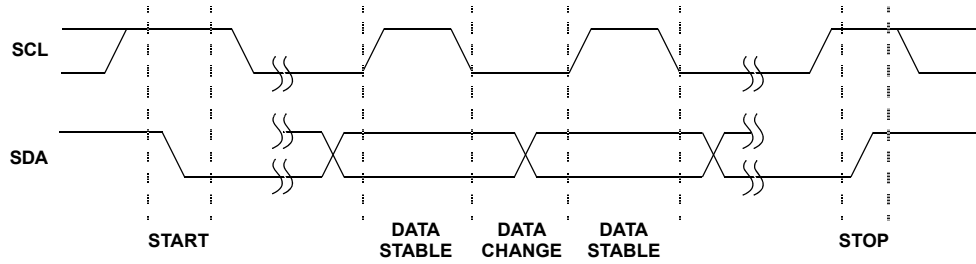 SCL
SDA
START
DATA
STABLE
DATA
CHANGE
DATA
STABLE
STOP